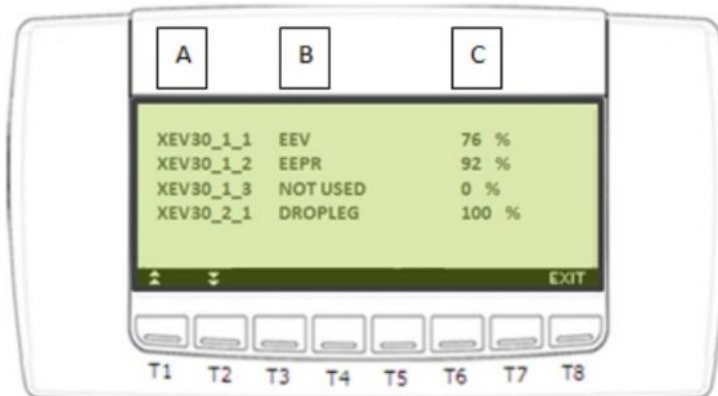 A B C
XEV30_1_1 EEV 76 %
XEV30_1_2 EEPR 92 %
XEV30_1_3 NOT USED 0 %
XEV30_2_1 DROPLEG 100 %
EXIT
T1 T2 T3 T4 T5 T6 T7 T8